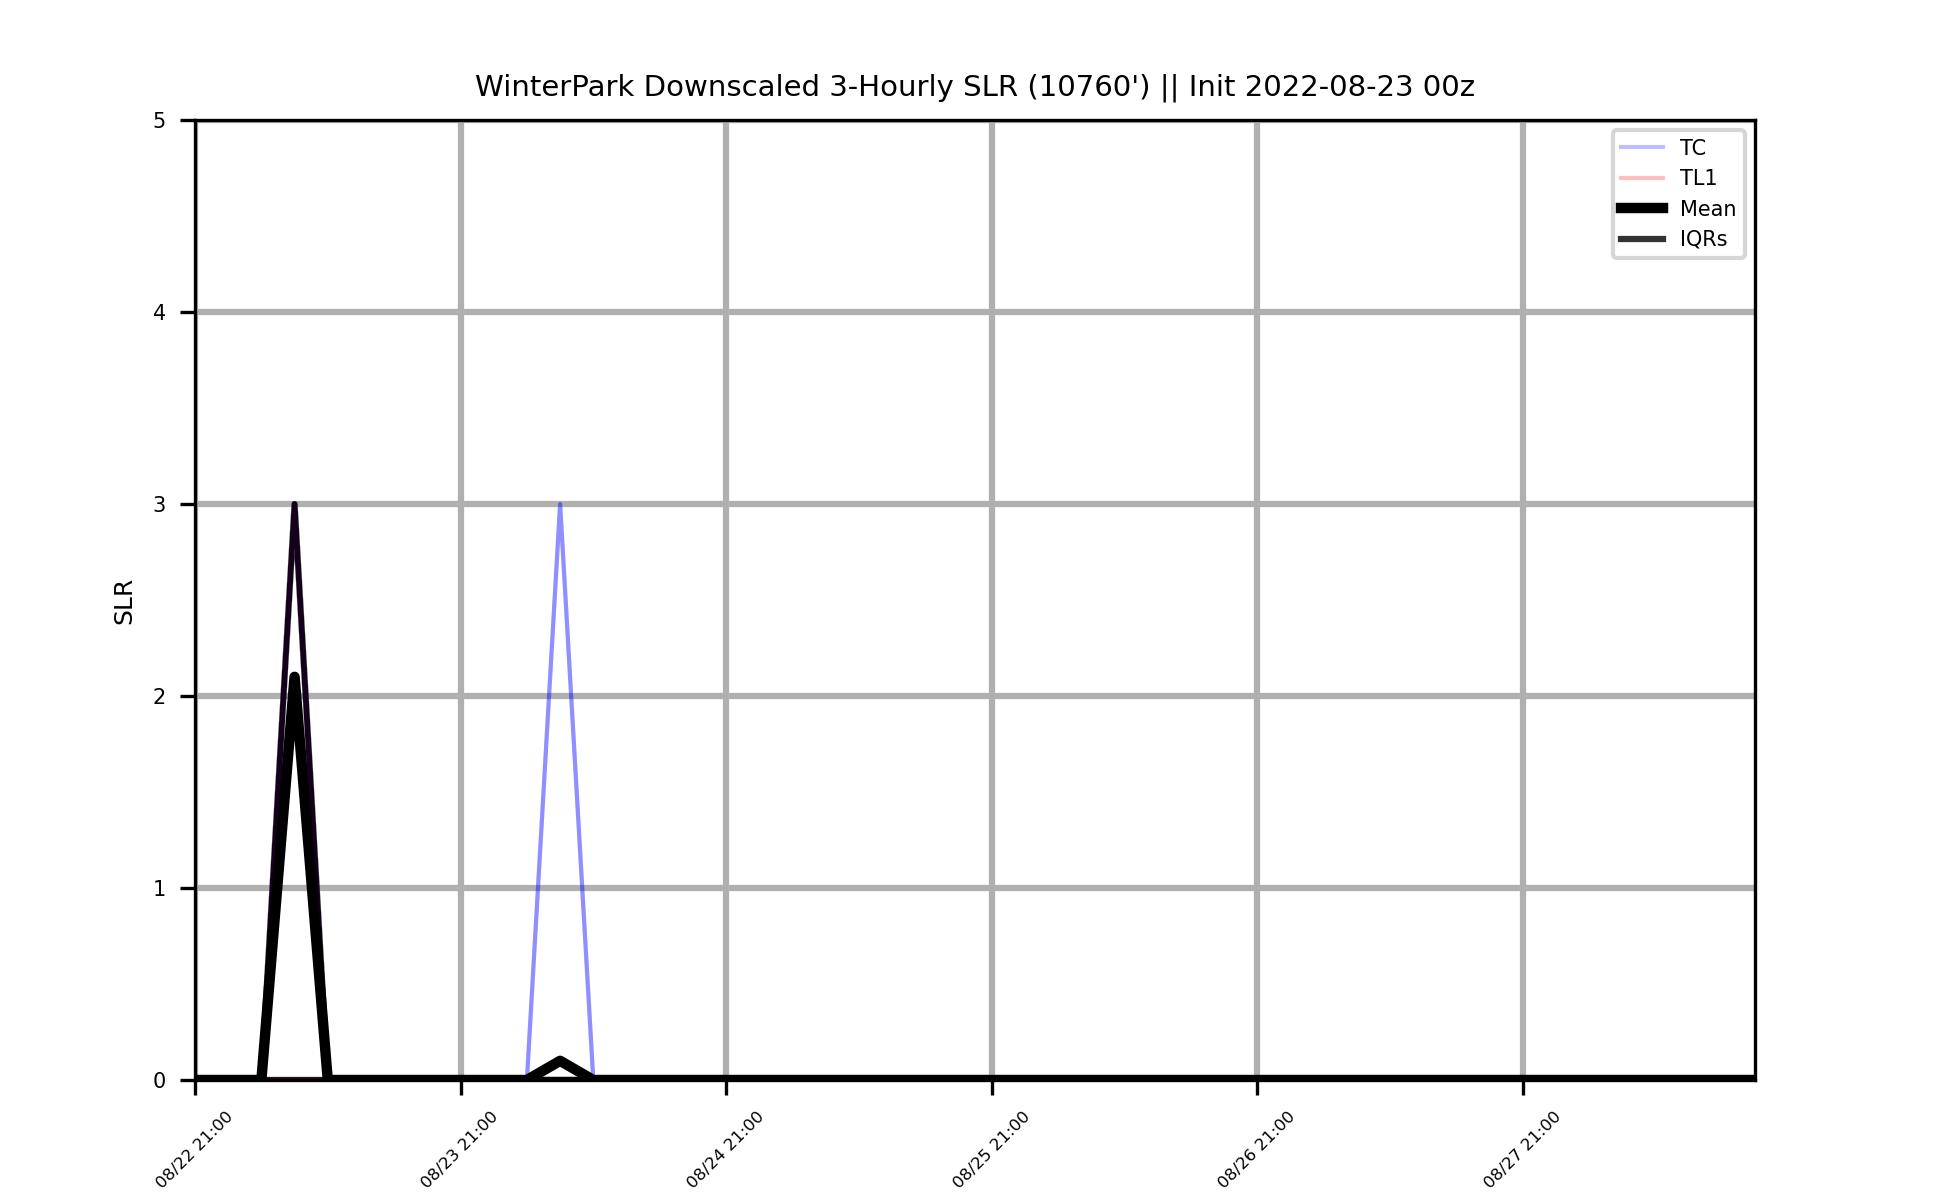 WinterPark Downscaled 3-Hourly SLR (10760') || Init 2022-08-23 00z
5
4
3
2
1
0
SLR
TC
TL1
Mean
IQRs
08/22 21:00
08/23 21:00
08/24 21:00
08/25 21:00
08/26 21:00
08/27 21:00